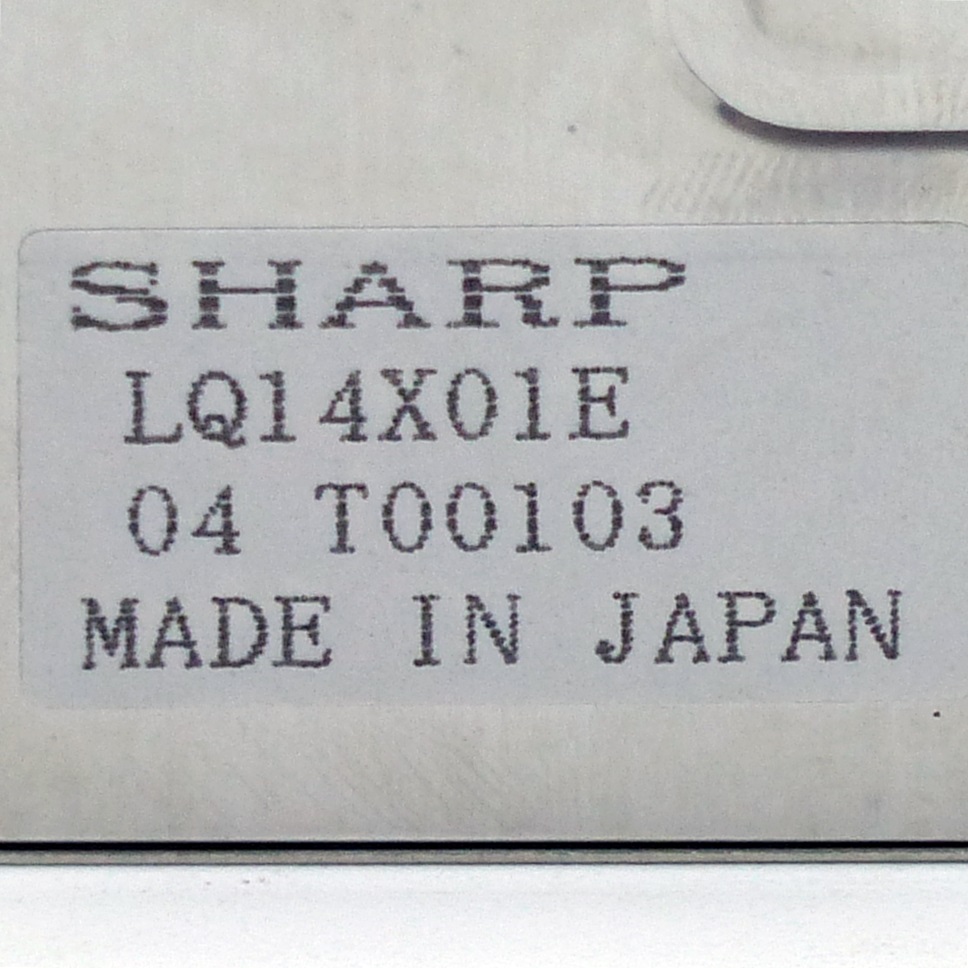 SHARP
LQ14X01E
04 T00103
MADE IN JAPAN